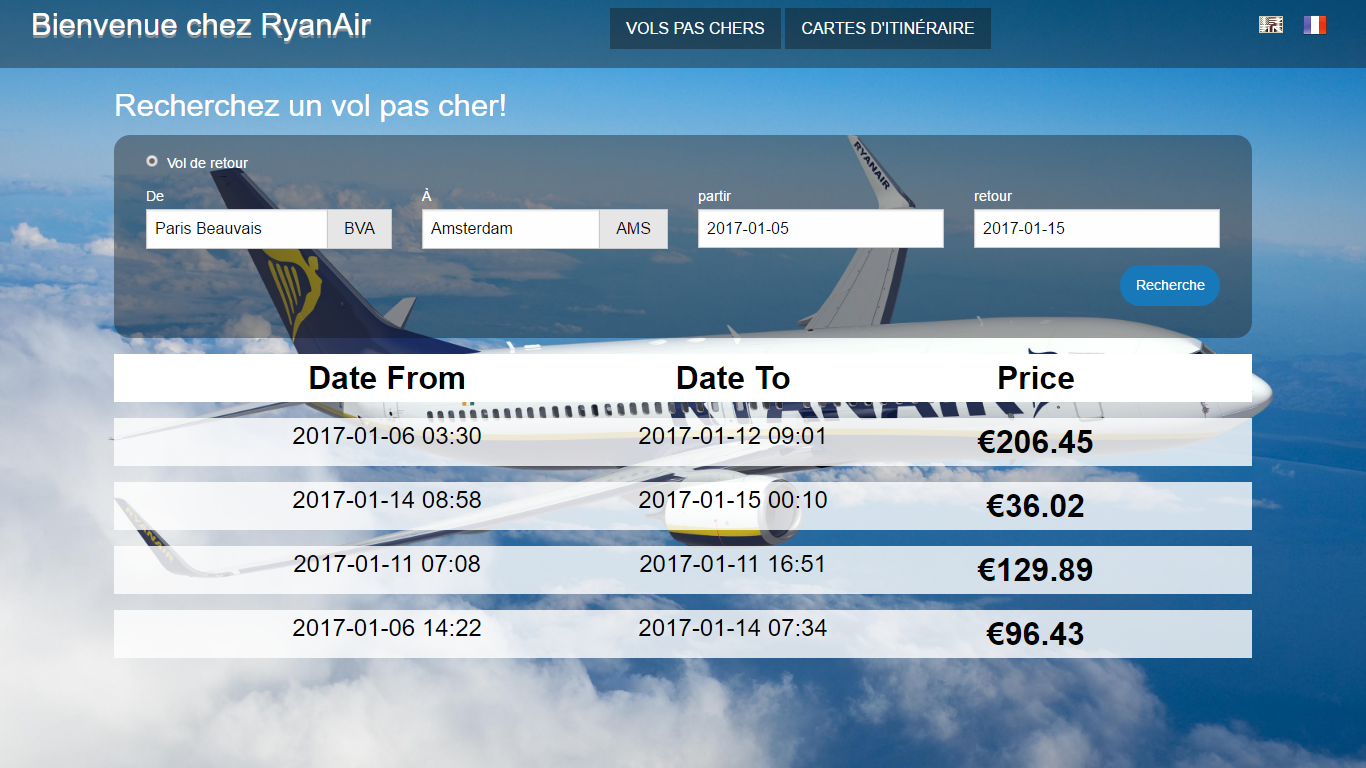 Bienvenue chez RyanAir
VOLS PAS CHERS
CARTES D'ITINÉRAIRE
Recherchez un vol pas cher!
Vol de retour
De
À
partir
retour
Paris Beauvais
BVA
Amsterdam
AMS
2017-01-05
2017-01-15
Recherche
RYANAIR
Date From
Date To
Price
RYANAIR
2017-01-06 03:30
2017-01-12 09:01
€206.45
2017-01-14 08:58
2017-01-15 00:10
€36.02
RYANAIR
2017-01-11 07:08
2017-01-11 16:51
€129.89
2017-01-06 14:22
2017-01-14 07:34
€96.43